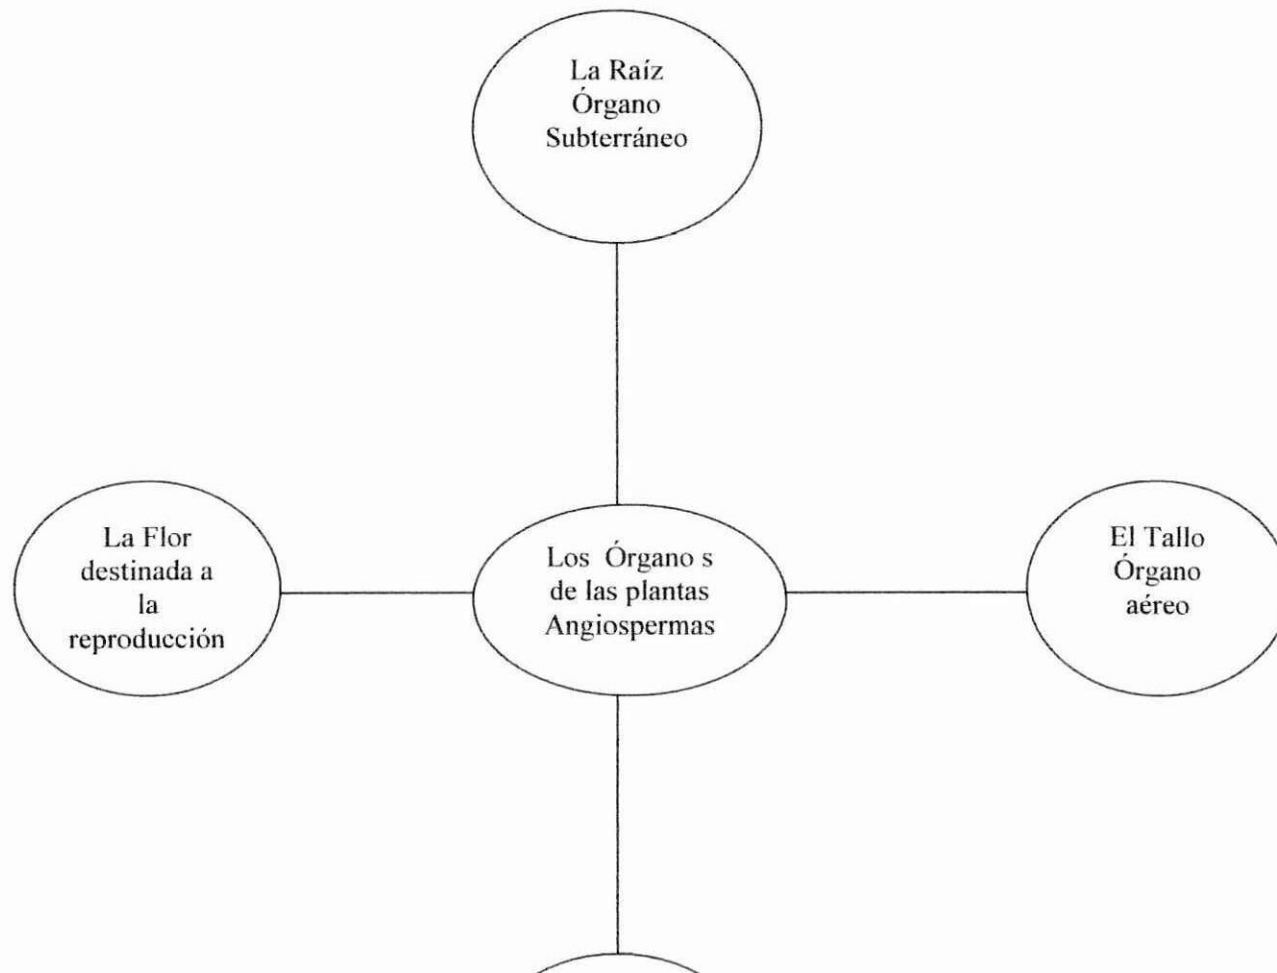 La Raíz
Órgano
Subterráneo
La Flor
destinada a
la
reproducción
Los Órgano s
de las plantas
Angiospermas
El Tallo
Órgano
aéreo